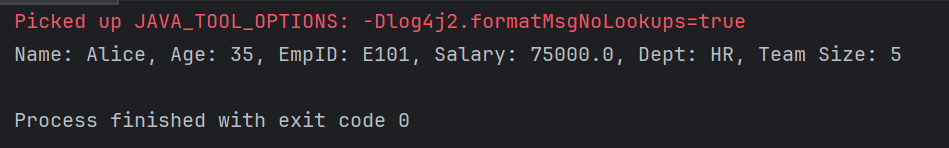 Picked up JAVA_TOOL_OPTIONS: -Dlog4j2.formatMsgNoLookups=true
Name: Alice, Age: 35, EmpID: E101, Salary: 75000.0, Dept: HR, Team Size: 5
Process finished with exit code 0